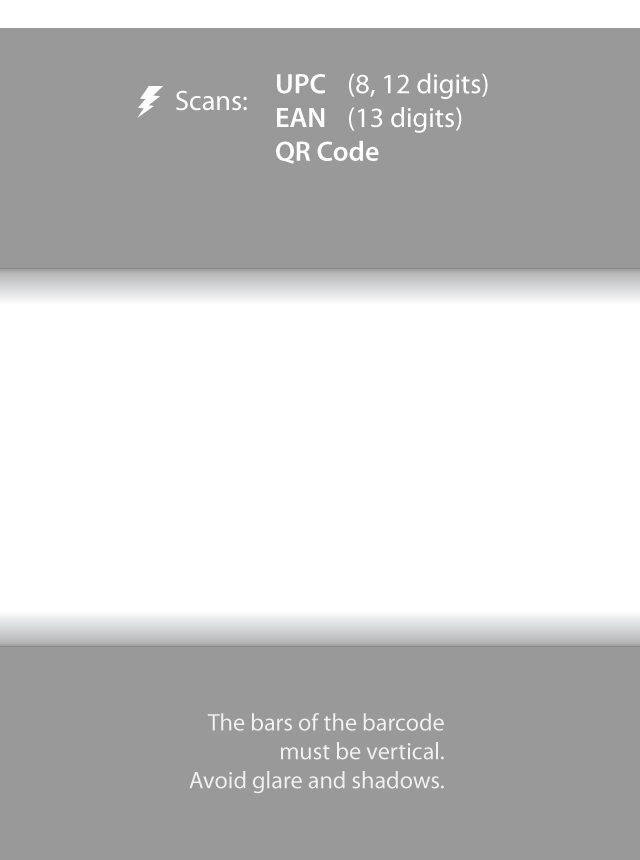 Scans:
UPC (8, 12 digits)
EAN (13 digits)
QR Code
The bars of the barcode
must be vertical.
Avoid glare and shadows.